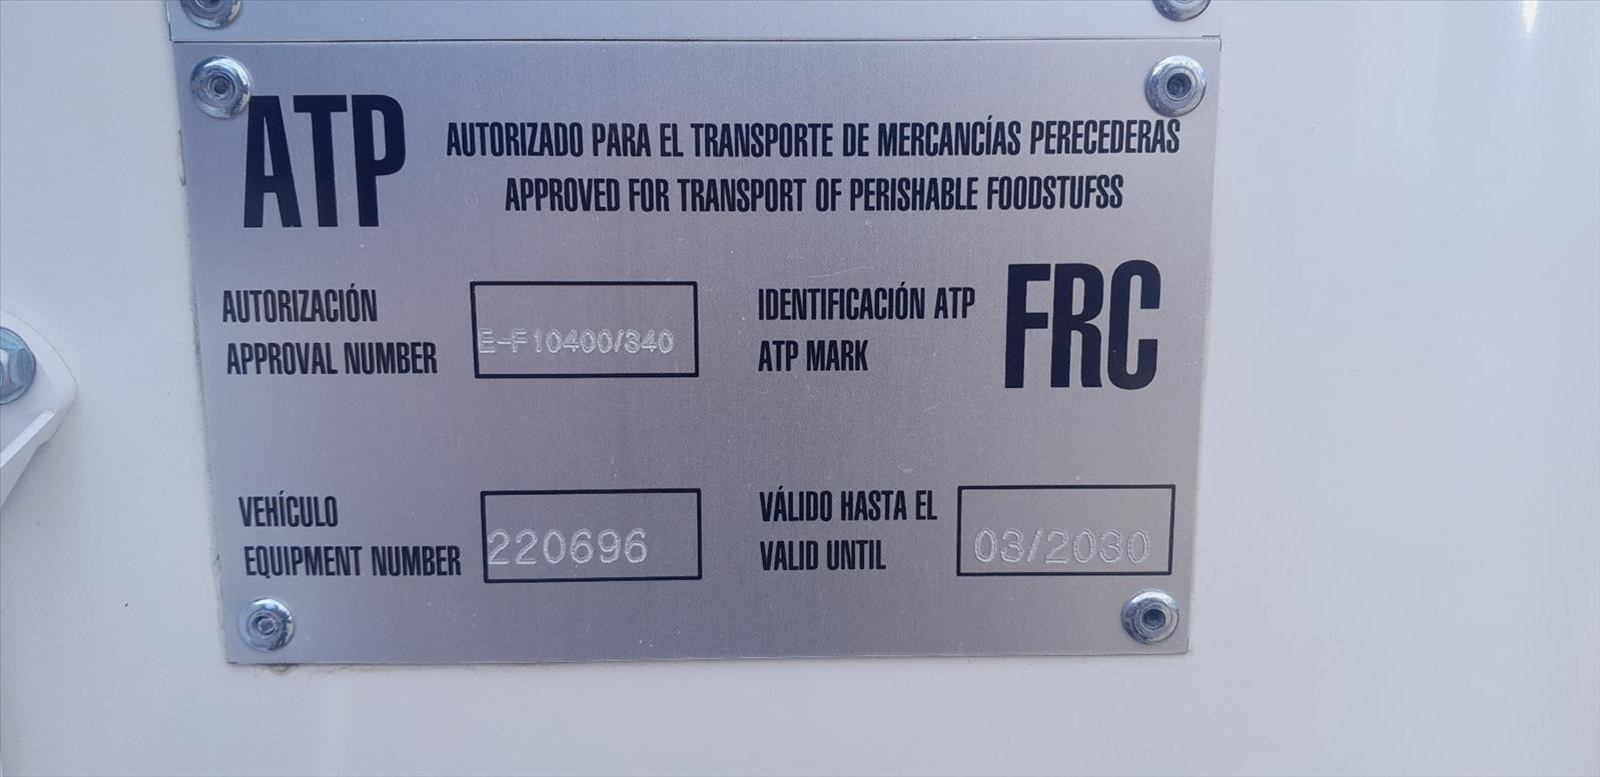 ATP
AUTORIZADO PARA EL TRANSPORTE DE MERCANCÍAS PERECEDERAS
APPROVED FOR TRANSPORT OF PERISHABLE FOODSTUFSS
AUTORIZACIÓN
APPROVAL NUMBER
E-F10400/340
IDENTIFICACIÓN ATP
ATP MARK
FRC
VEHÍCULO
EQUIPMENT NUMBER
220696
VÁLIDO HASTA EL
VALID UNTIL
03/2030